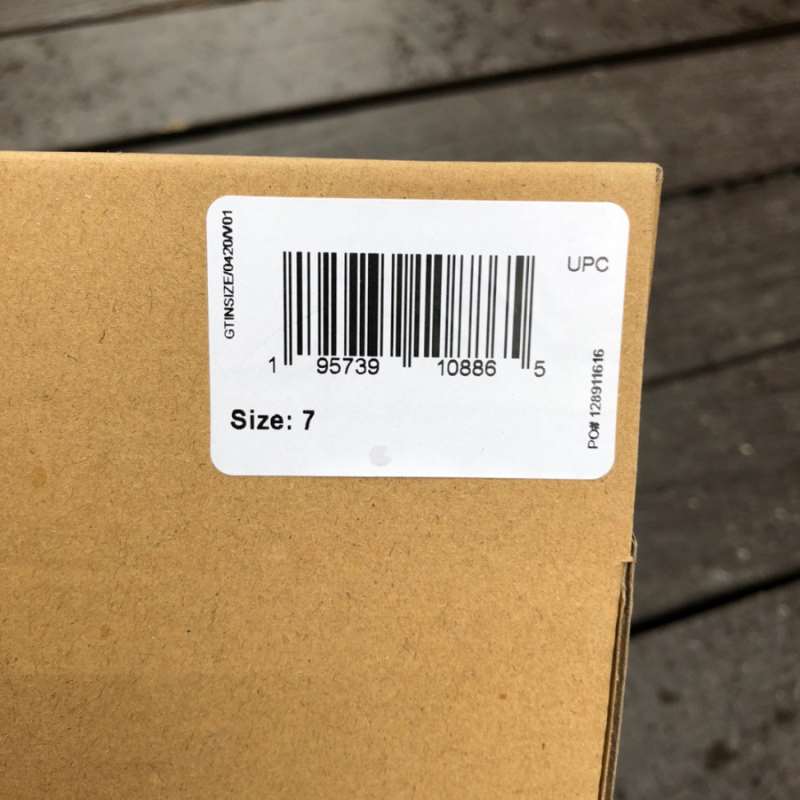 GTINSIZE/0420/V01
UPC
1 95739 10886 5
Size: 7
PO# 128911616